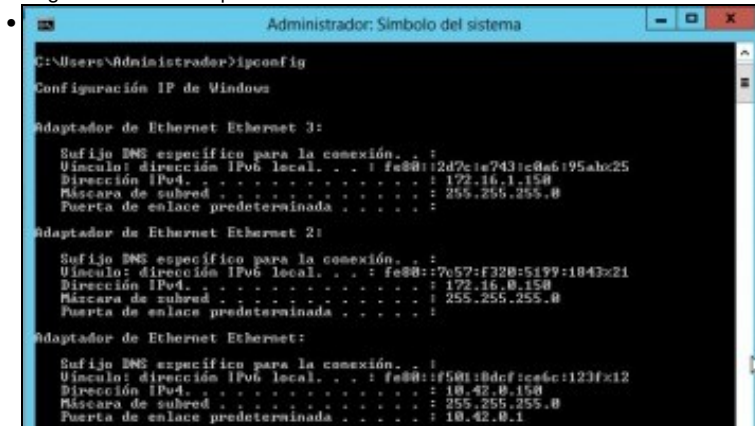 Administrador: Símbolo del sistema
C:\Users\Administrador>ipconfig
Configuración IP de Windows
Adaptador de Ethernet Ethernet 3:
Sufijo DNS específico para la conexión. . :
Vínculo: dirección IPv6 local. . . : fe80::2d7c:e743:c0a6:95ab%25
Dirección IPv4. . . . . . . . . . . . . . : 172.16.1.150
Máscara de subred . . . . . . . . . . . . : 255.255.255.0
Puerta de enlace predeterminada . . . . . :
Adaptador de Ethernet Ethernet 2:
Sufijo DNS específico para la conexión. . :
Vínculo: dirección IPv6 local. . . : fe80::7c57:f320:5199:1843%21
Dirección IPv4. . . . . . . . . . . . . . : 172.16.0.150
Máscara de subred . . . . . . . . . . . . : 255.255.255.0
Puerta de enlace predeterminada . . . . . :
Adaptador de Ethernet Ethernet:
Sufijo DNS específico para la conexión. . :
Vínculo: dirección IPv6 local. . . : fe80::f501:8dcf:ca6c:123f%12
Dirección IPv4. . . . . . . . . . . . . . : 10.42.0.150
Máscara de subred . . . . . . . . . . . . : 255.255.255.0
Puerta de enlace predeterminada . . . . . : 10.42.0.1